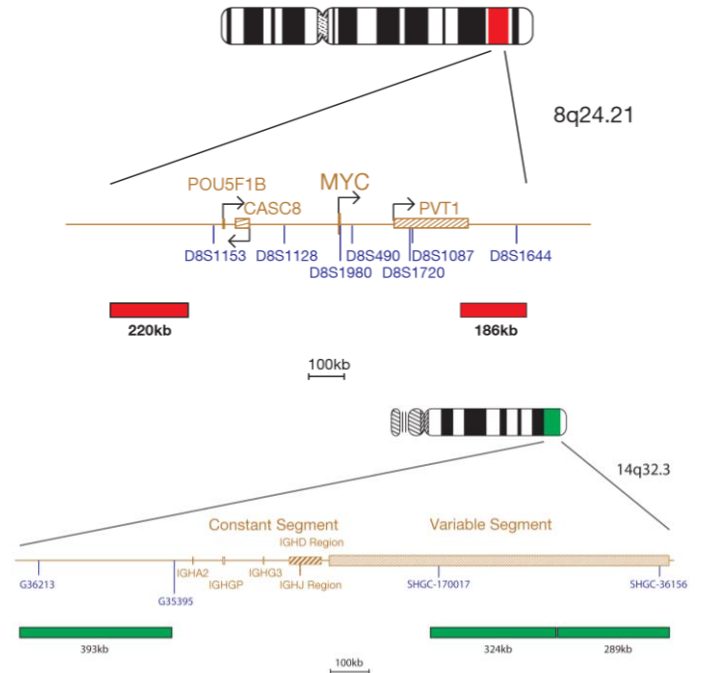 8q24.21
MYC
POU5F1B
CASC8
PVT1
D8S1153 D8S1128 D8S490 D8S1087 D8S1644
D8S1980 D8S1720
220kb
186kb
100kb
14q32.3
Constant Segment
Variable Segment
IGHD Region
IGHA2 IGHG3
G36213 IGHGP IGHJ Region SHGC-170017 SHGC-36156
G35395
393kb
324kb
289kb
100kb